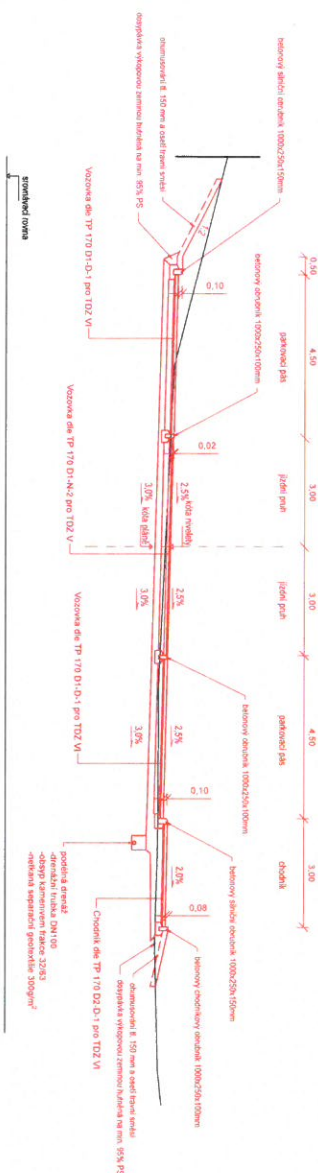 0,50
4,50
3,00
3,00
4,50
3,00
parkovací pás
jízdní pruh
jízdní pruh
parkovací pás
chodník
betonový silniční obrubník 1000x250x150mm
ohumusování tl. 150 mm a osetí travní směsí
dosypávka výkopovou zeminou hutněná na min. 95% PS
betonový obrubník 1000x250x100mm
betonový obrubník 1000x250x100mm
betonový silniční obrubník 1000x250x150mm
betonový chodníkový obrubník 1000x250x100mm
1:2
0,10
0,02
0,10
0,08
2,5%
kóta nivelety
2,5%
2,5%
2,0%
3,0%
kóta pláně
3,0%
3,0%
Vozovka dle TP 170 D1-D-1 pro TDZ VI
Vozovka dle TP 170 D1-N-2 pro TDZ V
Vozovka dle TP 170 D1-D-1 pro TDZ VI
Chodník dle TP 170 D2-D-1 pro TDZ VI
ohumusování tl. 150 mm a osetí travní směsí
dosypávka výkopovou zeminou hutněná na min. 95% PS
podélná drenáž
-drenážní trubka DN100
-obsyp kamenivem frakce 32/63
-netkaná separační geotextilie 300g/m²
srovnávací rovina